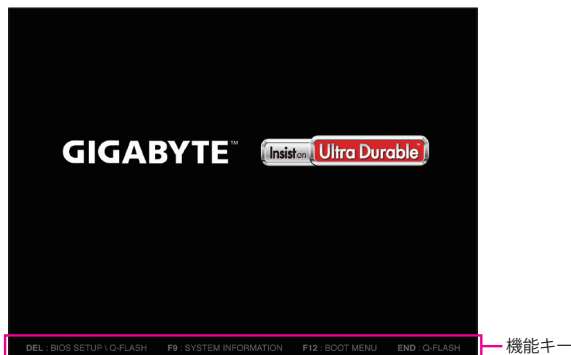 GIGABYTE™
Insist on Ultra Durable™
DEL : BIOS SETUP \ Q-FLASH F9 : SYSTEM INFORMATION F12 : BOOT MENU END : Q-FLASH
機能キー